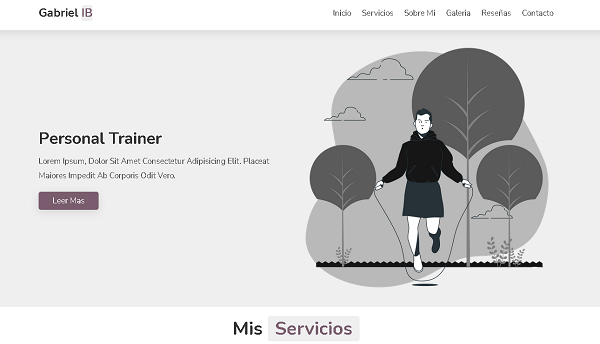 Gabriel IB
Inicio Servicios Sobre Mi Galeria Reseñas Contacto
Personal Trainer
Lorem Ipsum, Dolor Sit Amet Consectetur Adipisicing Elit. Placeat
Maiores Impedit Ab Corporis Odit Vero.
Leer Mas
Mis Servicios